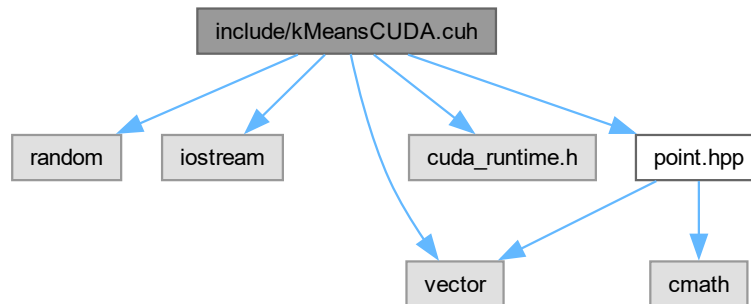 include/kMeansCUDA.cuh
random
iostream
cuda_runtime.h
point.hpp
vector
cmath